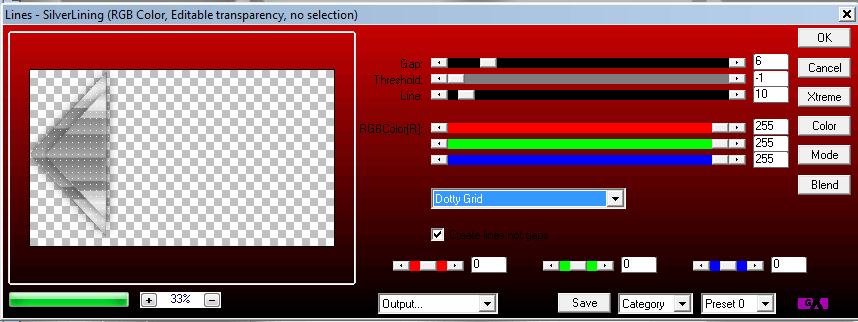 Lines - SilverLining (RGB Color, Editable transparency, no selection)
Gap: 6
Threshold: -1
Line: 10
RGBColor[R]: 255
255
255
Dotty Grid
Create lines not gaps
0 0 0
33%
Output...
Save
Category
Preset 0
OK
Cancel
Xtreme
Color
Mode
Blend